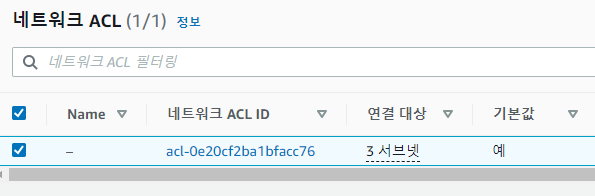 네트워크 ACL (1/1) 정보
네트워크 ACL 필터링
Name 네트워크 ACL ID 연결 대상 기본값
– acl-0e20cf2ba1bfacc76 3 서브넷 예